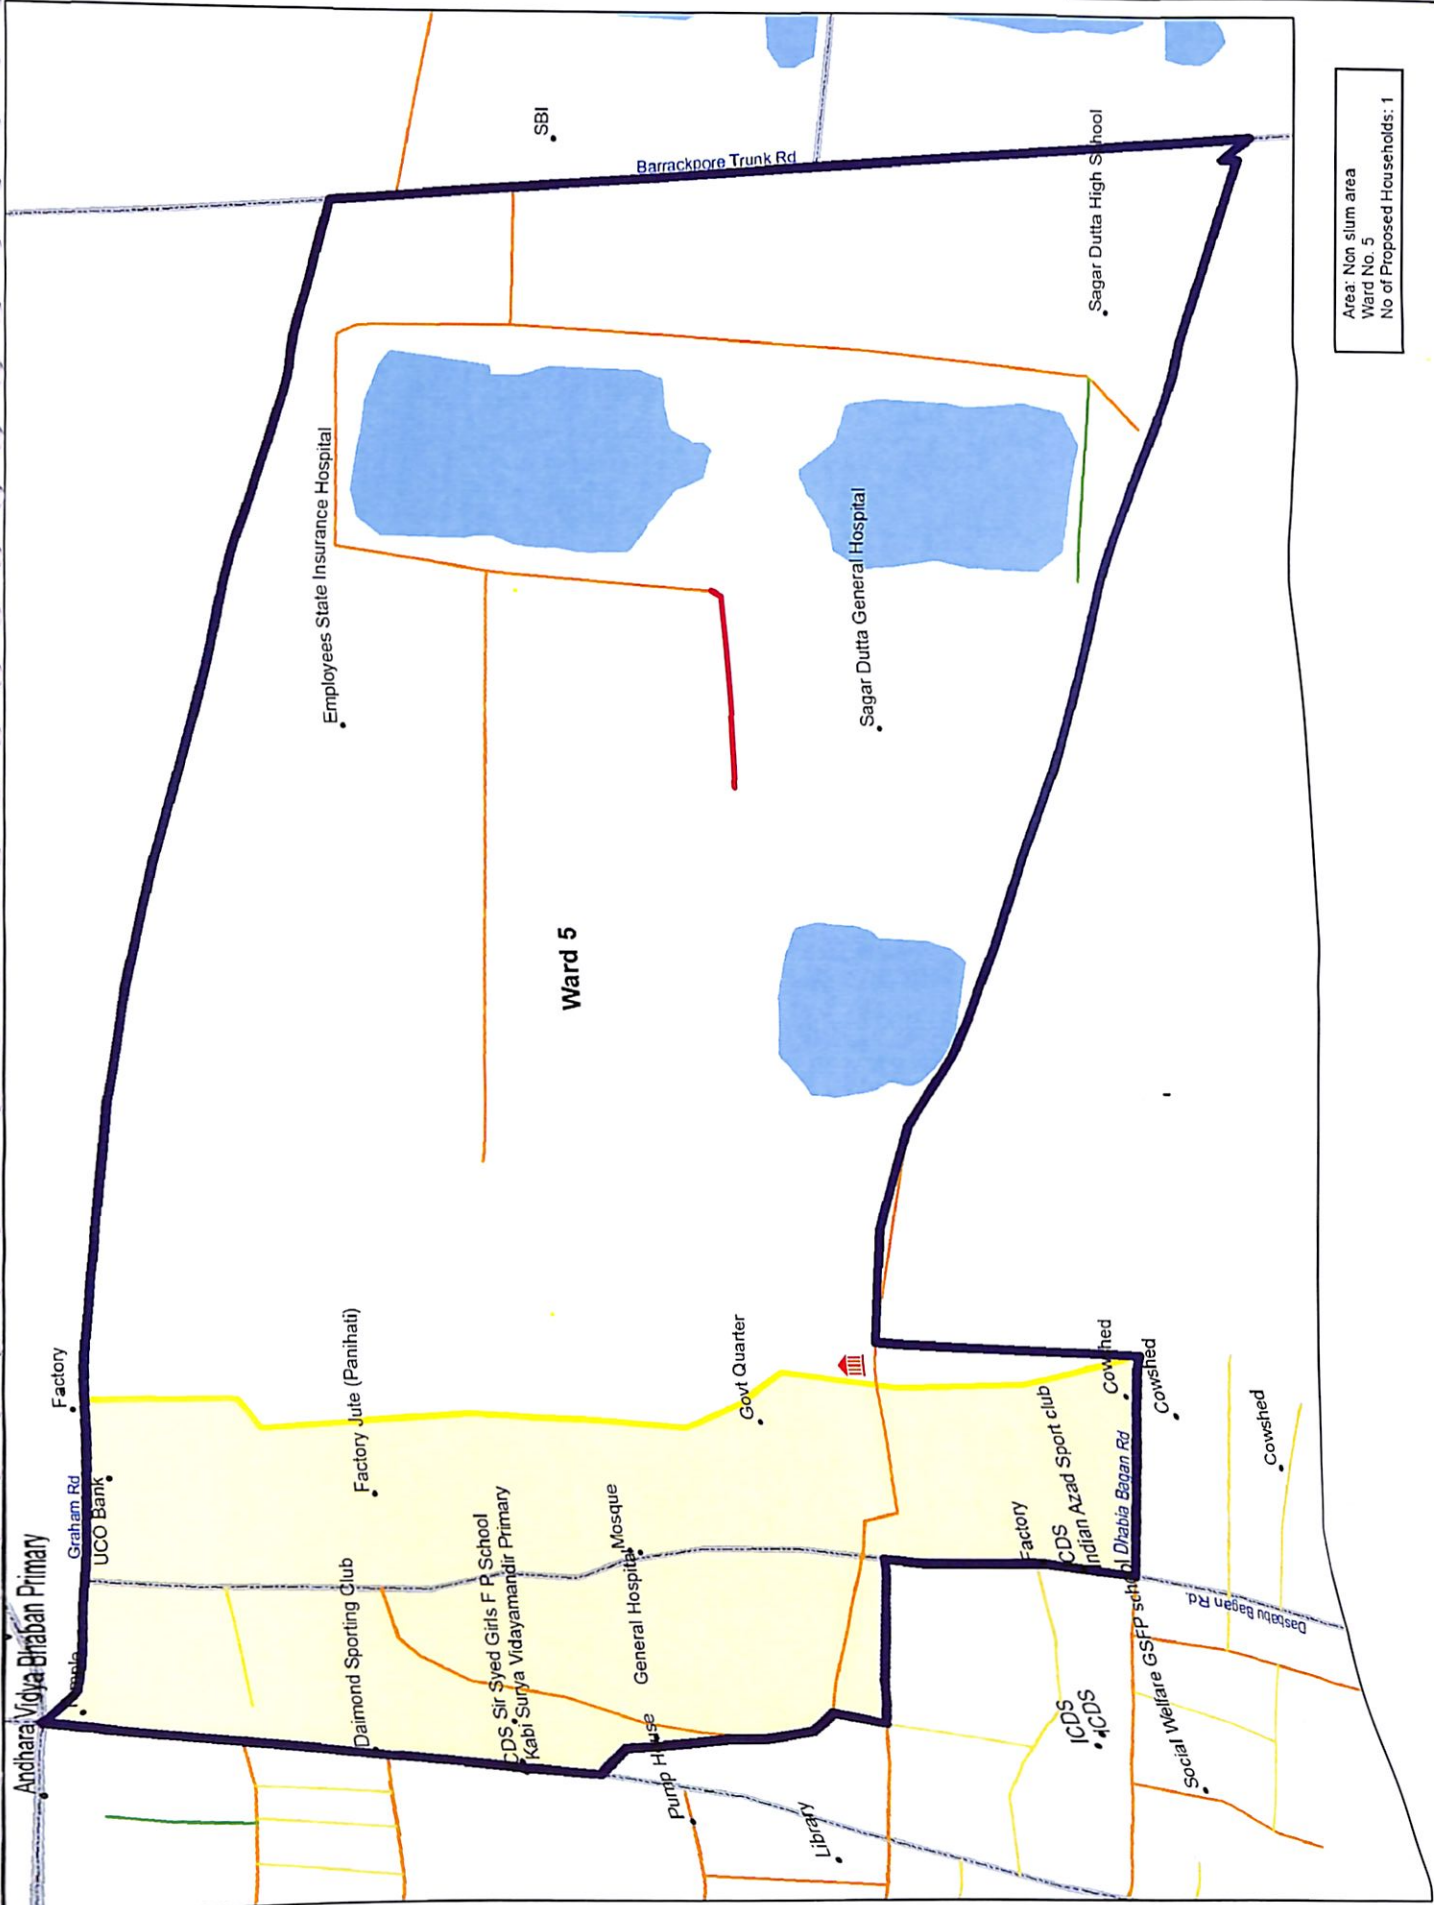 SBI
Barrackpore Trunk Rd
Sagar Dutta High School
Employees State Insurance Hospital
Sagar Dutta General Hospital
Ward 5
Factory
Graham Rd
UCO Bank
Andhara Vidya Bhaban Primary
Factory Jute (Panihati)
Govt Quarter
Daimond Sporting Club
CDS Sir Syed Girls F P School
Kabi Surya Vidayamandir Primary
Mosque
General Hospital
Pump House
Library
Factory
CDS
Indian Azad Sport club
Dhabia Bagan Rd
Cowshed
Cowshed
Cowshed
Dasbabu Bagan Rd.
ICDS
ICDS
Social Welfare GSFP school
Area: Non slum area
Ward No. 5
No of Proposed Households: 1